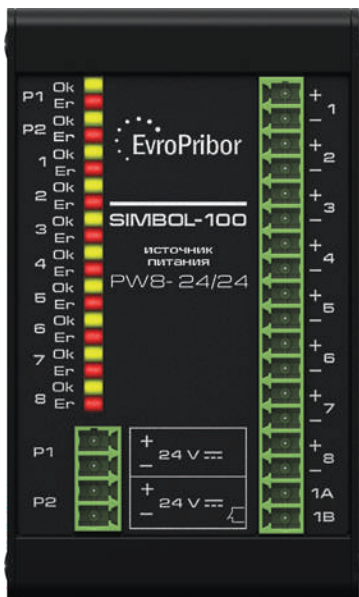 P1 Ok
Er
P2 Ok
Er
1 Ok
Er
2 Ok
Er
3 Ok
Er
4 Ok
Er
5 Ok
Er
6 Ok
Er
7 Ok
Er
8 Ok
Er
EvroPribor
SIMBOL-100
ИСТОЧНИК
ПИТАНИЯ
PW8- 24/24
+ 1
−
+ 2
−
+ 3
−
+ 4
−
+ 5
−
+ 6
−
+ 7
−
+ 8
−
1A
1B
P1
+ 24 V
−
P2
+ 24 V
−